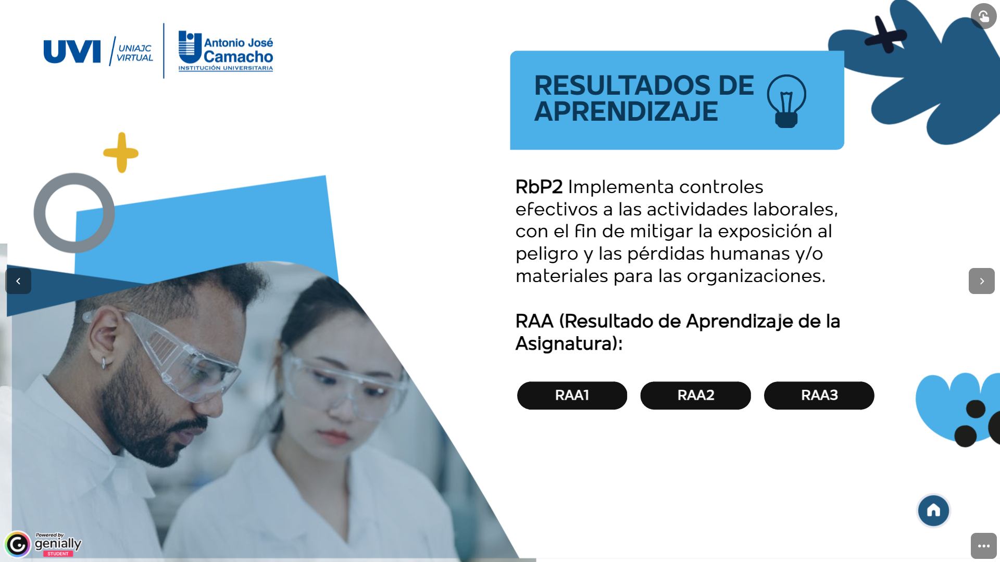 UVI
UNIAJC
VIRTUAL
Antonio José
Camacho
INSTITUCIÓN UNIVERSITARIA
RESULTADOS DE
APRENDIZAJE
RbP2 Implementa controles
efectivos a las actividades laborales,
con el fin de mitigar la exposición al
peligro y las pérdidas humanas y/o
materiales para las organizaciones.
RAA (Resultado de Aprendizaje de la
Asignatura):
RAA1
RAA2
RAA3
Powered by
genially
STUDENT